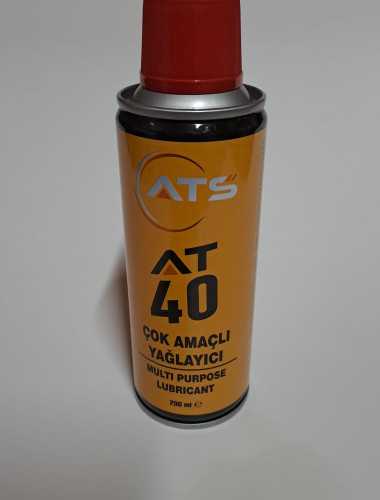 ATS
AT
40
ÇOK AMAÇLI
YAĞLAYICI
MULTI PURPOSE
LUBRICANT
200 ml ℮